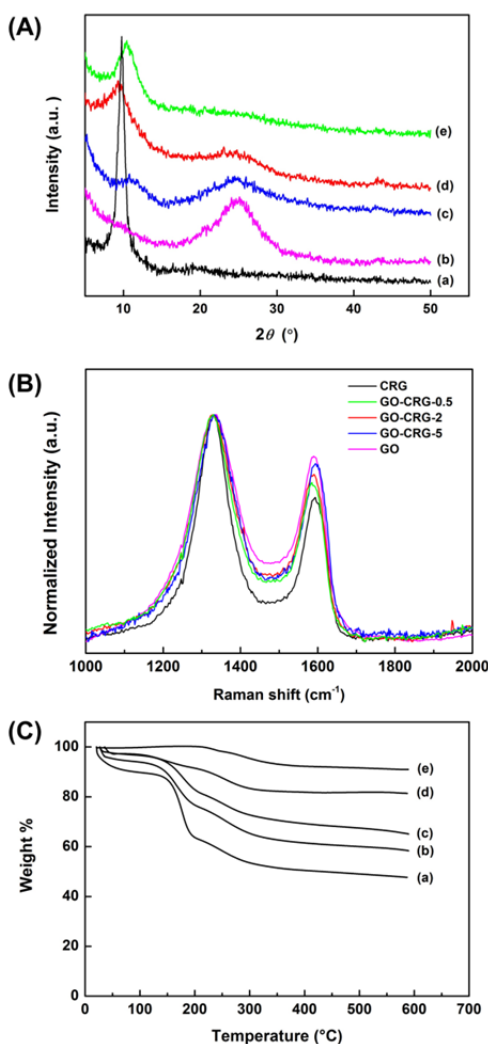 (A)
Intensity (a.u.)
(e)
(d)
(c)
(b)
(a)
10 20 30 40 50
2θ (°)
(B)
Normalized Intensity (a.u.)
CRG
GO-CRG-0.5
GO-CRG-2
GO-CRG-5
GO
1000 1200 1400 1600 1800 2000
Raman shift (cm⁻¹)
(C)
Weight %
100
80
60
40
20
0
(e)
(d)
(c)
(b)
(a)
0 100 200 300 400 500 600 700
Temperature (°C)